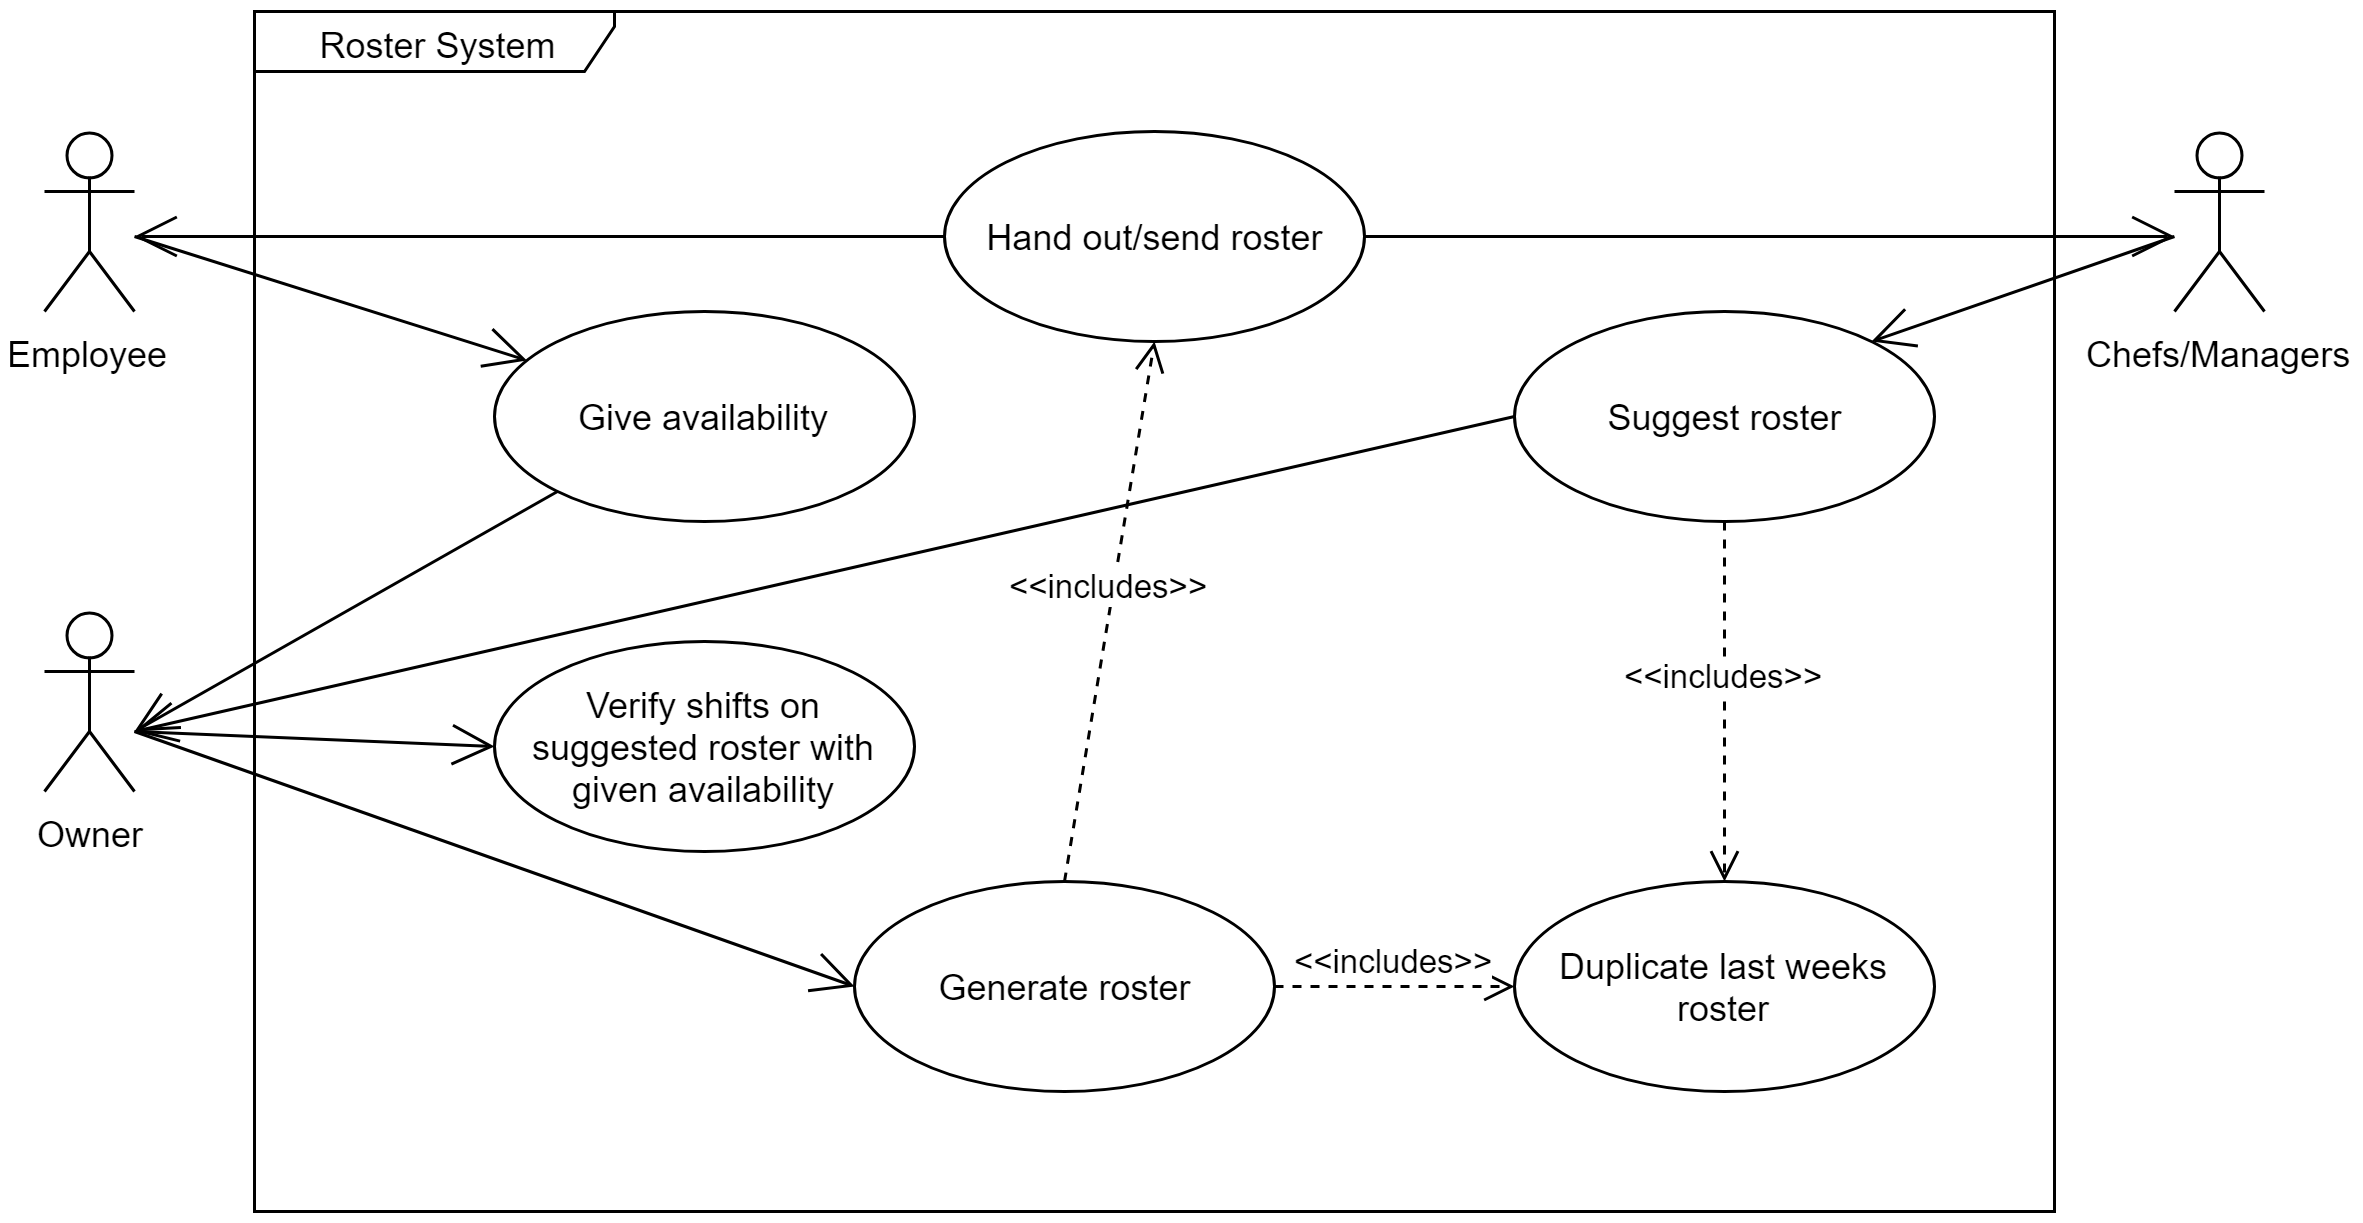 Roster System
Hand out/send roster
Employee
Chefs/Managers
Give availability
Suggest roster
<<includes>>
<<includes>>
Verify shifts on
suggested roster with
given availability
Owner
Generate roster
<<includes>>
Duplicate last weeks
roster